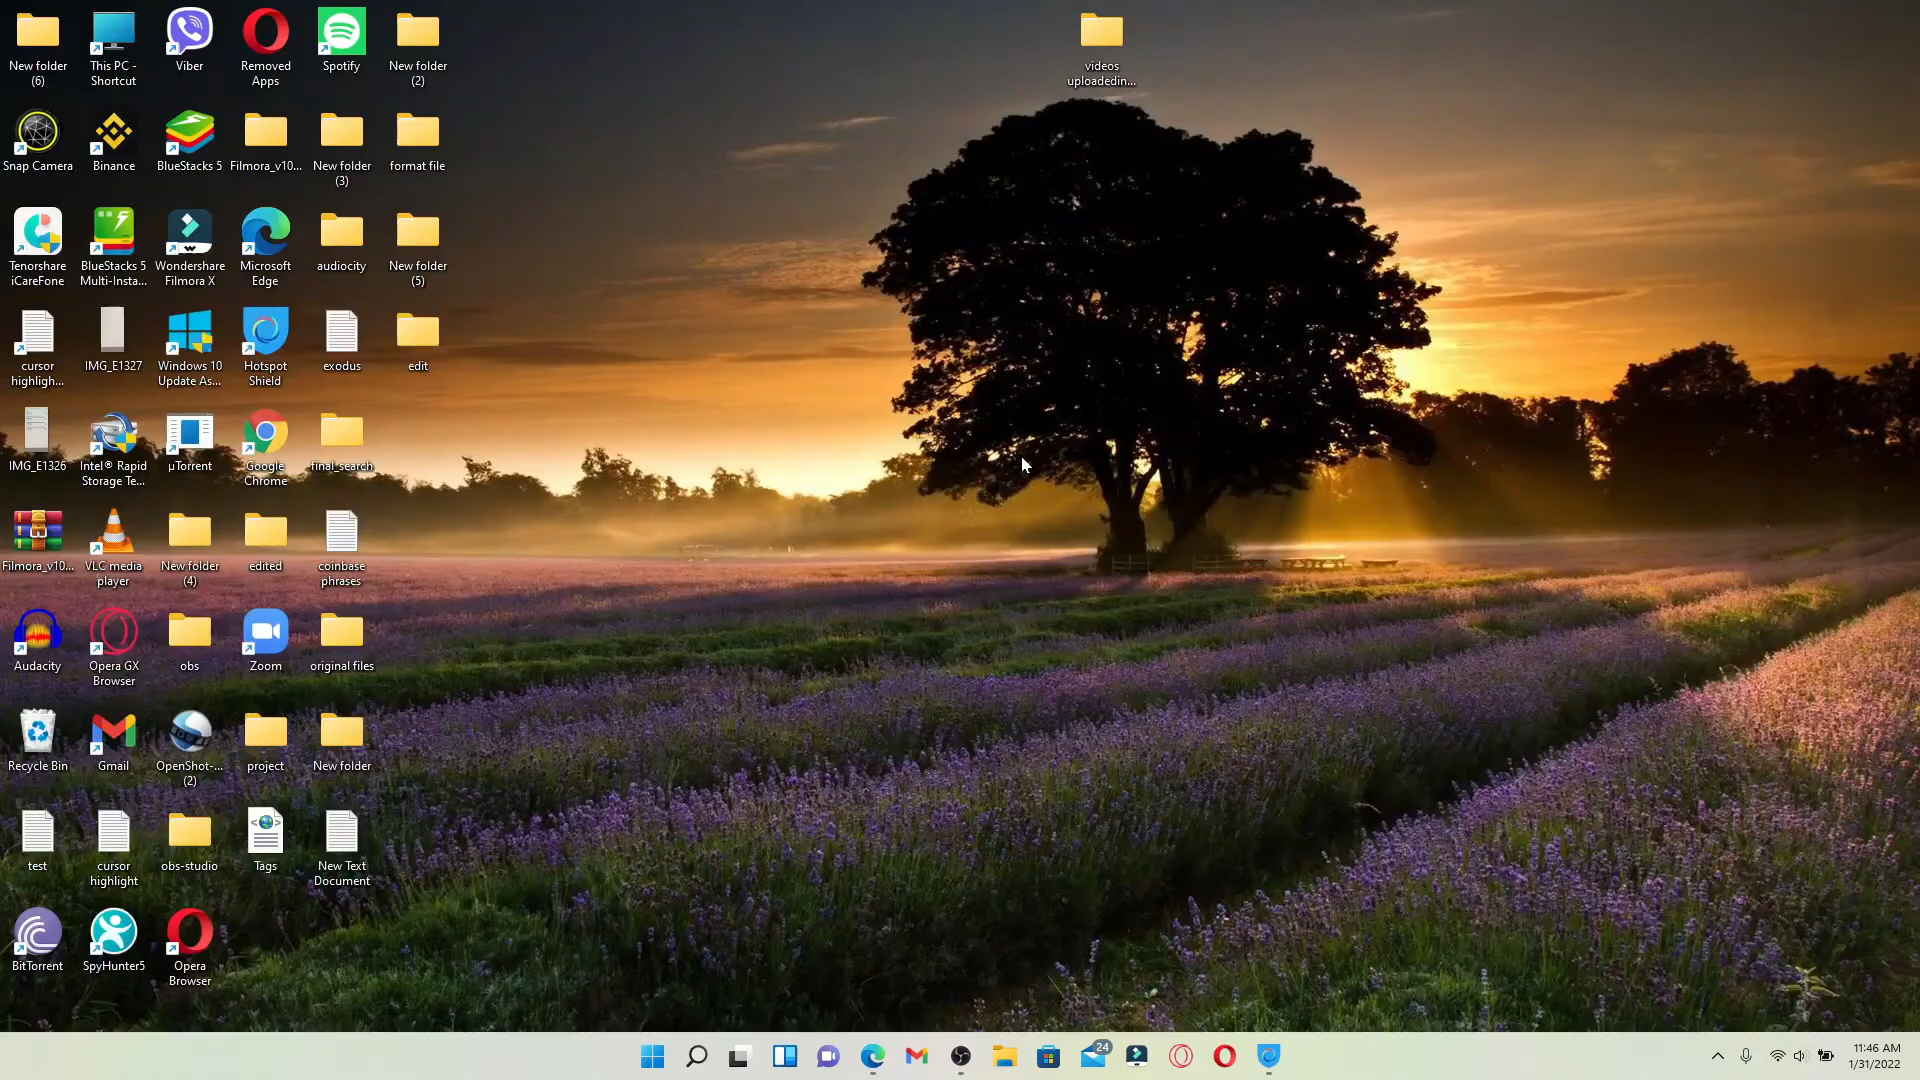 New folder
(6)
This PC -
Shortcut
Viber
Removed
Apps
Spotify
New folder
(2)
videos
uploadedin...
Snap Camera
Binance
BlueStacks 5
Filmora_v10...
New folder
(3)
format file
Tenorshare
iCareFone
BlueStacks 5
Multi-Insta...
Wondershare
Filmora X
Microsoft
Edge
audiocity
New folder
(5)
cursor
highligh...
IMG_E1327
Windows 10
Update As...
Hotspot
Shield
exodus
edit
IMG_E1326
Intel® Rapid
Storage Te...
µTorrent
Google
Chrome
final_search
Filmora_v10...
VLC media
player
New folder
(4)
edited
coinbase
phrases
Audacity
Opera GX
Browser
obs
Zoom
original files
Recycle Bin
Gmail
OpenShot-...
(2)
project
New folder
test
cursor
highlight
obs-studio
Tags
New Text
Document
BitTorrent
SpyHunter5
Opera
Browser
24
11:46 AM
1/31/2022